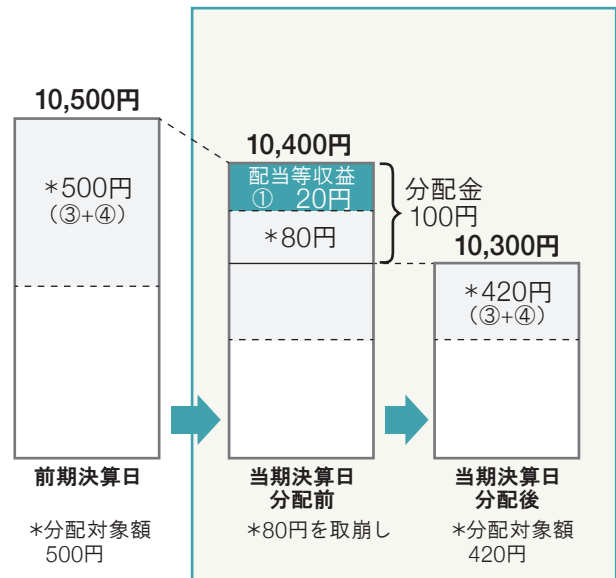 10,500円
*500円
(③+④)
前期決算日
*分配対象額
500円
10,400円
配当等収益
① 20円
*80円
分配金
100円
当期決算日
分配前
*80円を取崩し
10,300円
*420円
(③+④)
当期決算日
分配後
*分配対象額
420円